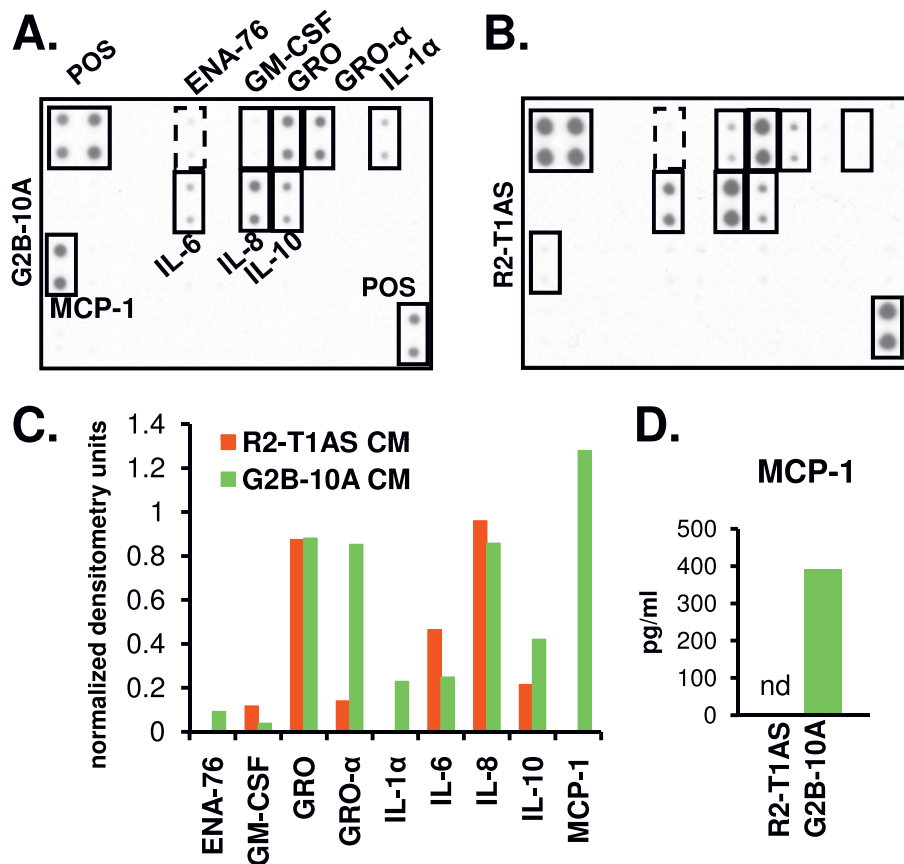 A.
B.
POS
ENA-76
GM-CSF
GRO
GRO-α
IL-1α
G2B-10A
IL-6
IL-8
IL-10
MCP-1
POS
R2-T1AS
C.
normalized densitometry units
1.4
1.2
1
0.8
0.6
0.4
0.2
0
R2-T1AS CM
G2B-10A CM
ENA-76
GM-CSF
GRO
GRO-α
IL-1α
IL-6
IL-8
IL-10
MCP-1
D.
MCP-1
pg/ml
500
400
300
200
100
0
nd
R2-T1AS
G2B-10A